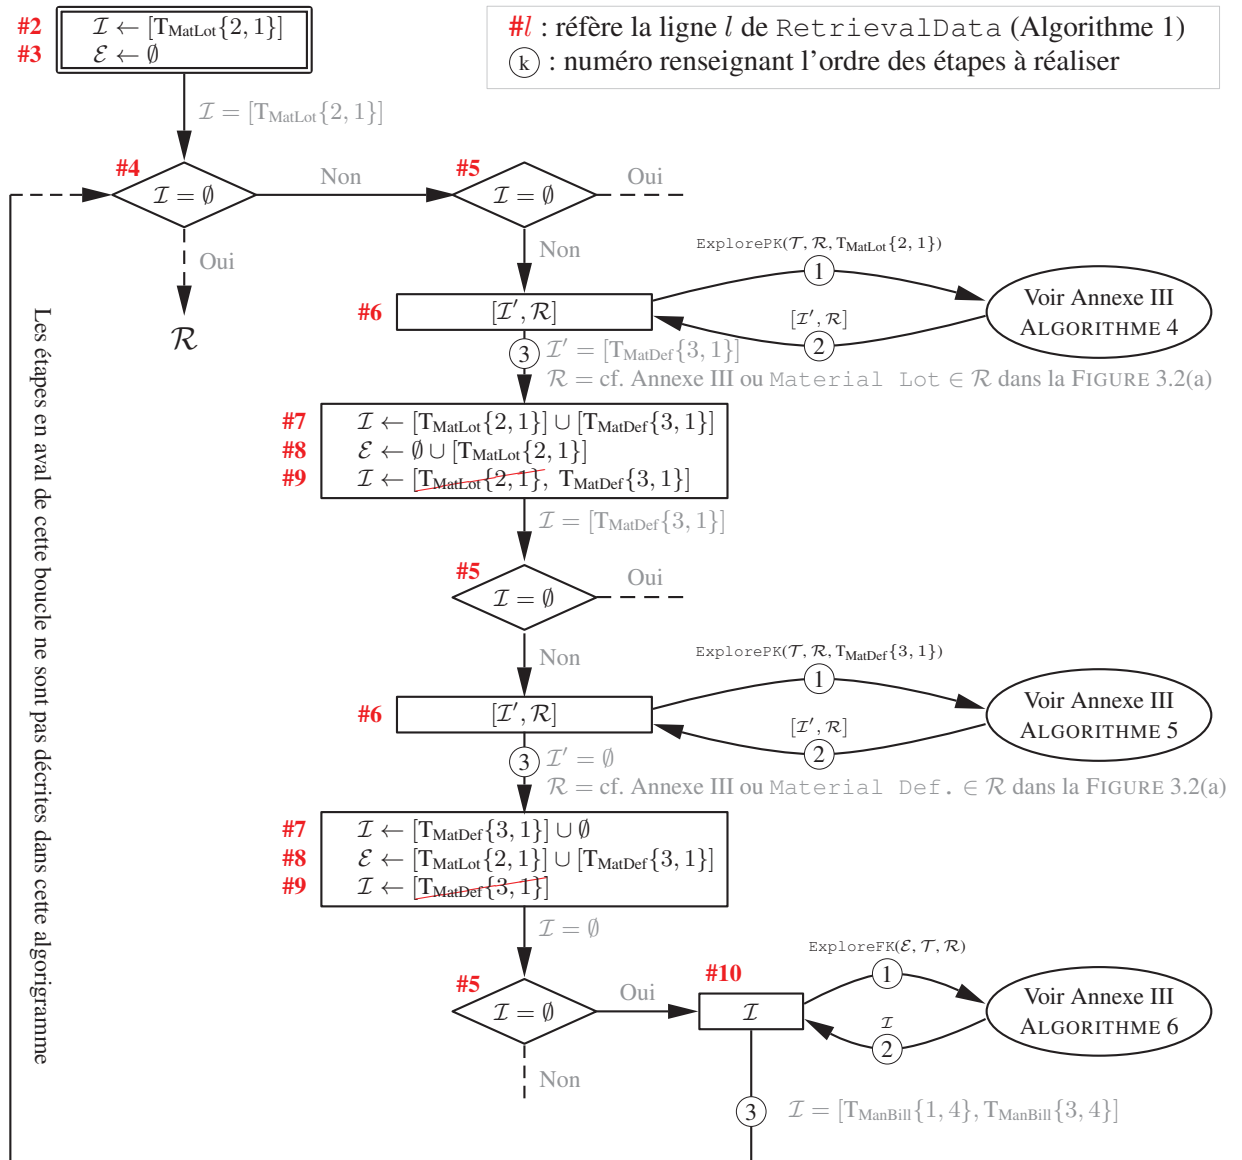 #2 ℐ ← [T_MatLot{2, 1}]
#3 ℰ ← ∅
#l : réfère la ligne l de RetrievalData (Algorithme 1)
k : numéro renseignant l'ordre des étapes à réaliser
ℐ = [T_MatLot{2, 1}]
#4
ℐ = ∅
Non
#5
ℐ = ∅
Oui
Oui
ℛ
Non
ExplorePK(𝒯, ℛ, T_MatLot{2, 1})
1
#6 [ℐ′, ℛ]
[ℐ′, ℛ]
2
Voir Annexe III
ALGORITHME 4
3 ℐ′ = [T_MatDef{3, 1}]
ℛ = cf. Annexe III ou Material Lot ∈ ℛ dans la FIGURE 3.2(a)
#7 ℐ ← [T_MatLot{2, 1}] ∪ [T_MatDef{3, 1}]
#8 ℰ ← ∅ ∪ [T_MatLot{2, 1}]
#9 ℐ ← [T_MatLot{2, 1}, T_MatDef{3, 1}]
ℐ = [T_MatDef{3, 1}]
#5
ℐ = ∅
Oui
Non
ExplorePK(𝒯, ℛ, T_MatDef{3, 1})
1
#6 [ℐ′, ℛ]
[ℐ′, ℛ]
2
Voir Annexe III
ALGORITHME 5
3 ℐ′ = ∅
ℛ = cf. Annexe III ou Material Def. ∈ ℛ dans la FIGURE 3.2(a)
#7 ℐ ← [T_MatDef{3, 1}] ∪ ∅
#8 ℰ ← [T_MatLot{2, 1}] ∪ [T_MatDef{3, 1}]
#9 ℐ ← [T_MatDef{3, 1}]
ℐ = ∅
#5
ℐ = ∅
Oui
Non
#10
ℐ
ExploreFK(ℰ, 𝒯, ℛ)
1
ℐ
2
Voir Annexe III
ALGORITHME 6
3 ℐ = [T_ManBill{1, 4}, T_ManBill{3, 4}]
Les étapes en aval de cette boucle ne sont pas décrites dans cette algorigramme